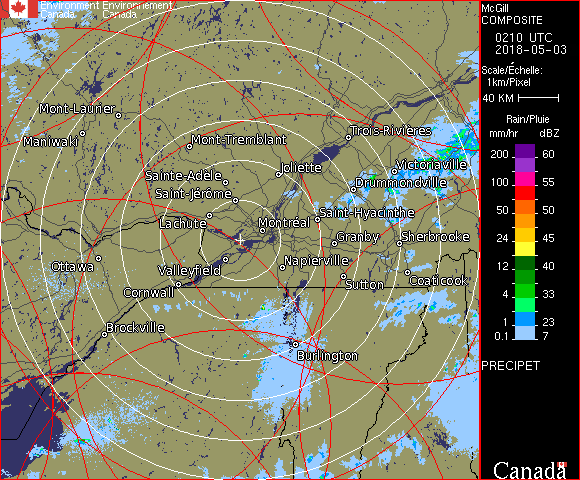 Environment Environnement
Canada Canada
McGill
COMPOSITE
0210 UTC
2018-05-03
Scale/Échelle:
1km/Pixel
40 KM
Rain/Pluie
mm/hr dBZ
200 60
100 55
50 50
24 45
12 40
4 33
1 23
0.1 7
PRECIPET
Canada
Mont-Laurier
Maniwaki
Mont-Tremblant
Trois-Rivières
Joliette
Victoriaville
Sainte-Adèle
Drummondville
Saint-Jérôme
Lachute
Saint-Hyacinthe
Montréal
Granby
Sherbrooke
Ottawa
Valleyfield
Napierville
Cornwall
Sutton
Coaticook
Brockville
Burlington